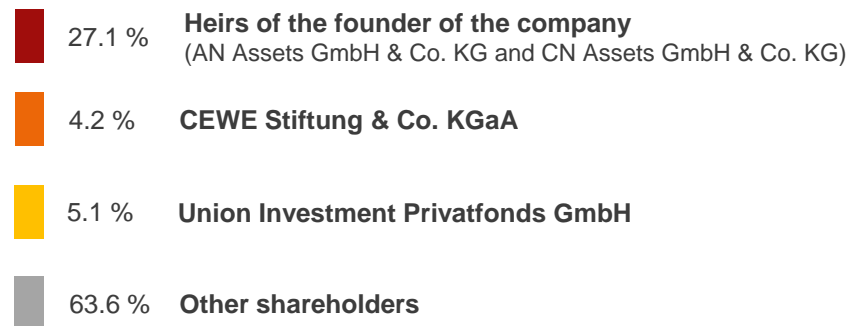 27.1 % Heirs of the founder of the company
(AN Assets GmbH & Co. KG and CN Assets GmbH & Co. KG)
4.2 % CEWE Stiftung & Co. KGaA
5.1 % Union Investment Privatfonds GmbH
63.6 % Other shareholders